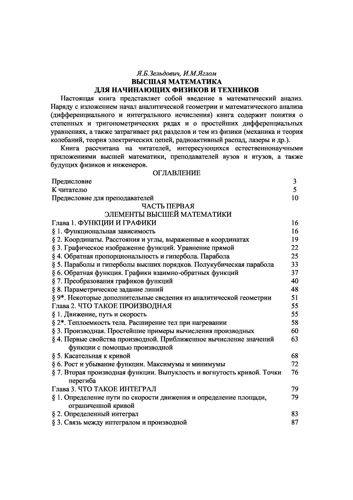 Я.Б.Зельдович, И.М.Яглом
ВЫСШАЯ МАТЕМАТИКА
ДЛЯ НАЧИНАЮЩИХ ФИЗИКОВ И ТЕХНИКОВ
Настоящая книга представляет собой введение в математический анализ.
Наряду с изложением начал аналитической геометрии и математического анализа
(дифференциального и интегрального исчисления) книга содержит понятия о
степенных и тригонометрических рядах и о простейших дифференциальных
уравнениях, а также затрагивает ряд разделов и тем из физики (механика и теория
колебаний, теория электрических цепей, радиоактивный распад, лазеры и др.).
Книга рассчитана на читателей, интересующихся естественнонаучными
приложениями высшей математики, преподавателей вузов и втузов, а также
будущих физиков и инженеров.
ОГЛАВЛЕНИЕ
Предисловие 3
К читателю 5
Предисловие для преподавателей 10
ЧАСТЬ ПЕРВАЯ
ЭЛЕМЕНТЫ ВЫСШЕЙ МАТЕМАТИКИ
Глава 1. ФУНКЦИИ И ГРАФИКИ 16
§ 1. Функциональная зависимость 16
§ 2. Координаты. Расстояния и углы, выраженные в координатах 19
§ 3. Графическое изображение функций. Уравнение прямой 22
§ 4. Обратная пропорциональность и гипербола. Парабола 25
§ 5. Параболы и гиперболы высших порядков. Полукубическая парабола 33
§ 6. Обратная функция. Графики взаимно-обратных функций 37
§ 7. Преобразования графиков функций 40
§ 8. Параметрическое задание линий 48
§ 9*. Некоторые дополнительные сведения из аналитической геометрии 51
Глава 2. ЧТО ТАКОЕ ПРОИЗВОДНАЯ 55
§ 1. Движение, путь и скорость 55
§ 2*. Теплоемкость тела. Расширение тел при нагревании 58
§ 3. Производная. Простейшие примеры вычисления производных 60
§ 4. Первые свойства производной. Приближенное вычисление значений 63
функции с помощью производной
§ 5. Касательная к кривой 68
§ 6. Рост и убывание функции. Максимумы и минимумы 72
§ 7. Вторая производная функции. Выпуклость и вогнутость кривой. Точки 76
перегиба
Глава 3. ЧТО ТАКОЕ ИНТЕГРАЛ 79
§ 1. Определение пути по скорости движения и определение площади, 79
ограниченной кривой
§ 2. Определенный интеграл 83
§ 3. Связь между интегралом и производной 87